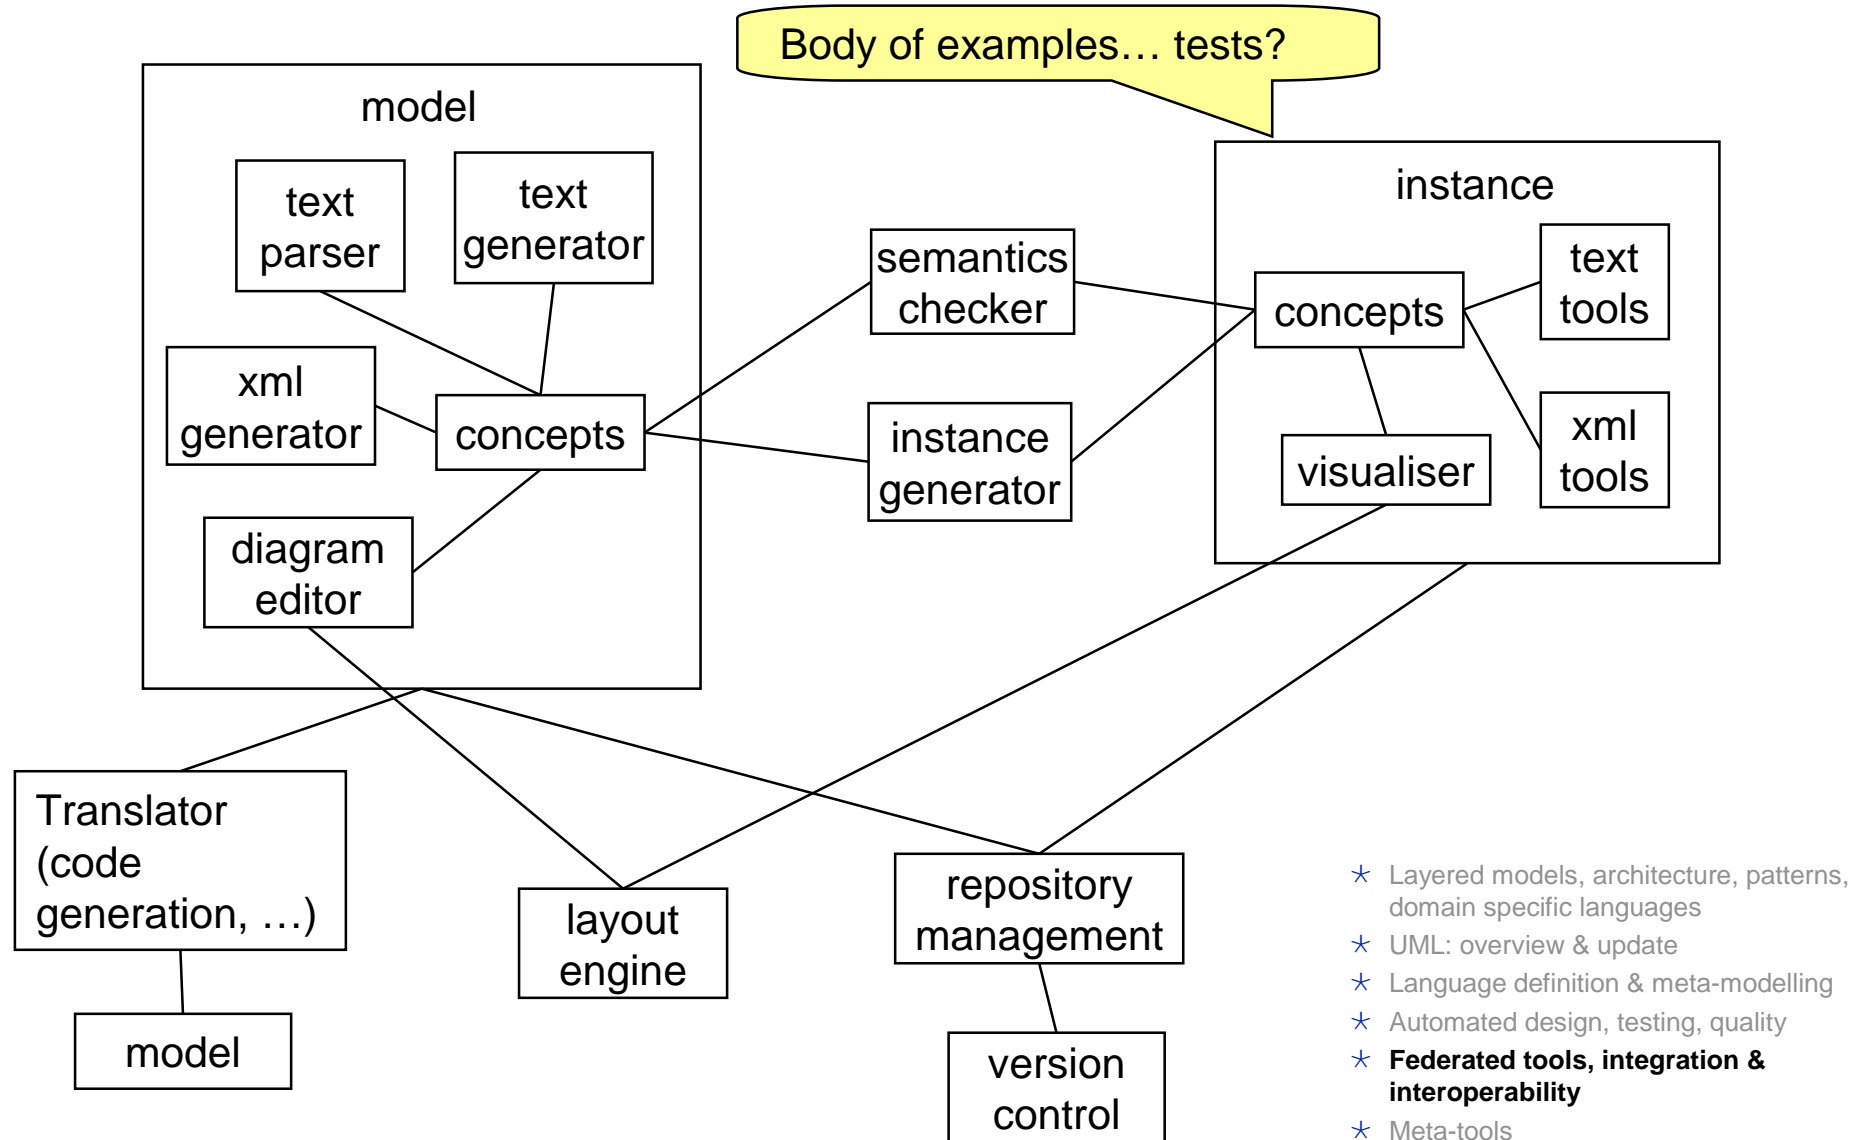 Body of examples… tests?
model
text
parser
text
generator
xml
generator
concepts
diagram
editor
semantics
checker
instance
generator
instance
concepts
text
tools
xml
tools
visualiser
Translator
(code
generation, …)
model
layout
engine
repository
management
version
control
Layered models, architecture, patterns,
domain specific languages
UML: overview & update
Language definition & meta-modelling
Automated design, testing, quality
Federated tools, integration &
interoperability
Meta-tools